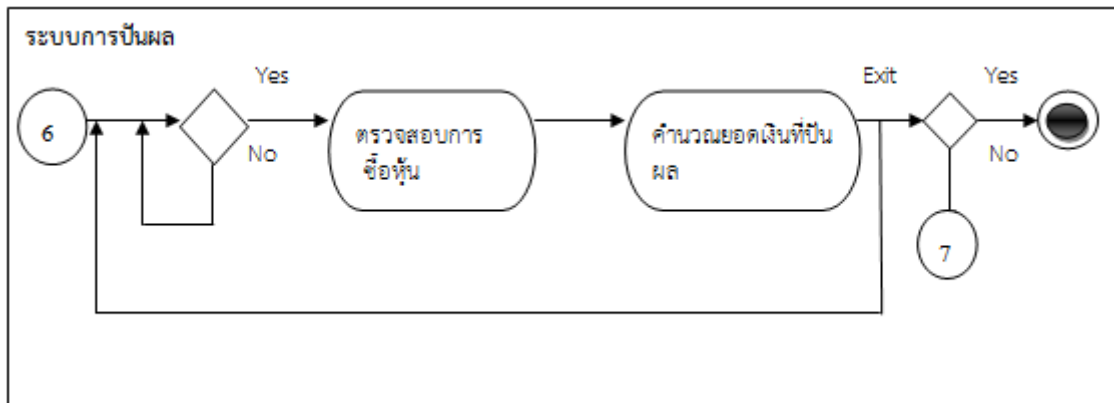 ระบบการปันผล
Yes
Exit
Yes
6
ตรวจสอบการ
ซื้อหุ้น
คำนวณยอดเงินที่ปัน
ผล
No
No
7